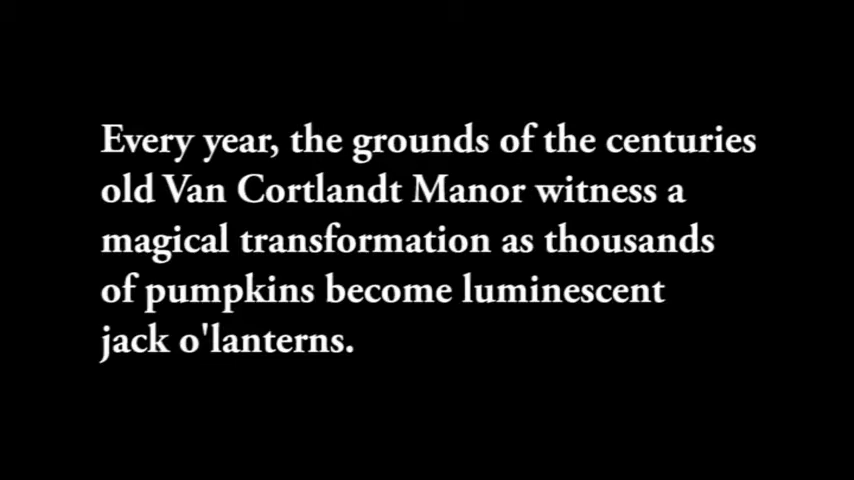 Every year, the grounds of the centuries
old Van Cortlandt Manor witness a
magical transformation as thousands
of pumpkins become luminescent
jack o'lanterns.